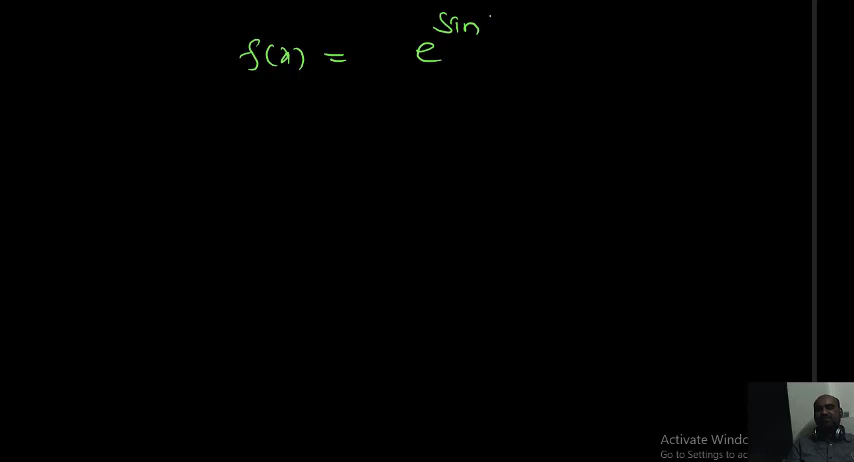 f(x) = e^sin
Activate Windo
Go to Settings to ac